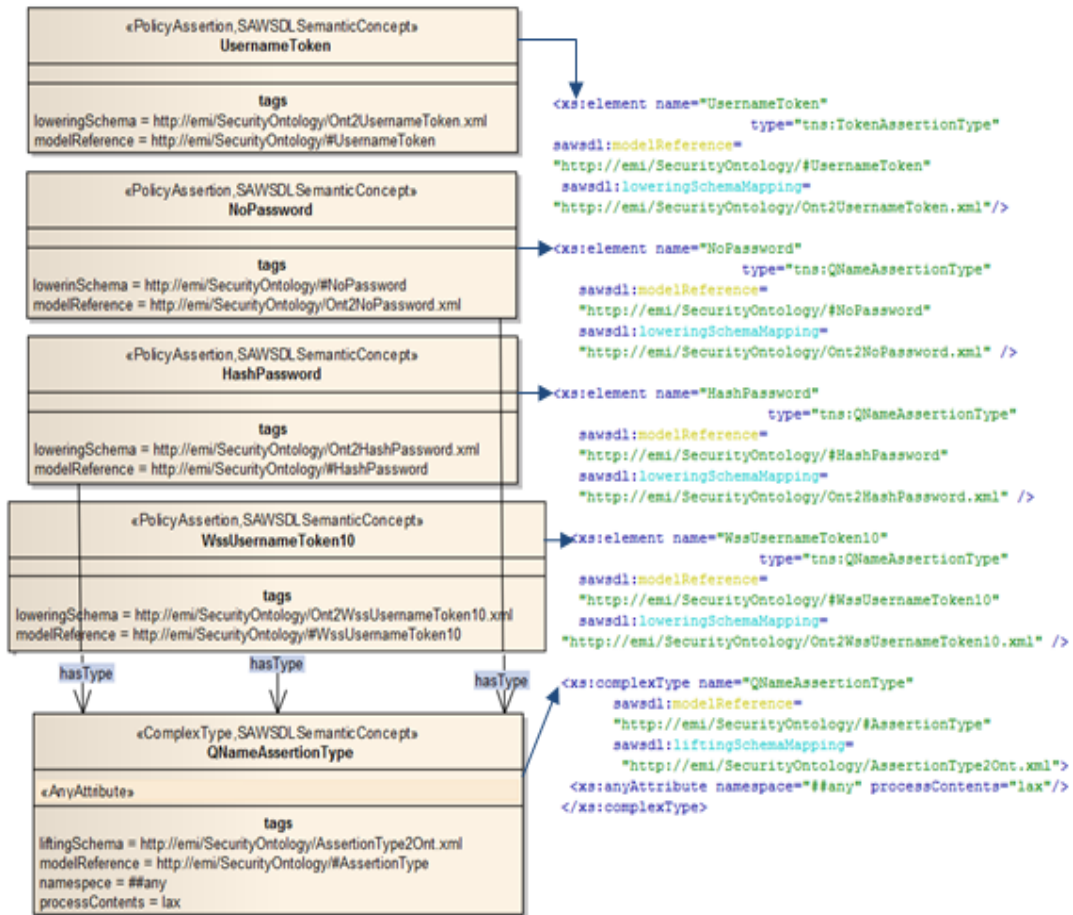 «PolicyAssertion,SAWSDLSemanticConcept»
UsernameToken
tags
loweringSchema = http://emi/SecurityOntology/Ont2UsernameToken.xml
modelReference = http://emi/SecurityOntology/#UsernameToken
«PolicyAssertion,SAWSDLSemanticConcept»
NoPassword
tags
lowerinSchema = http://emi/SecurityOntology/#NoPassword
modelReference = http://emi/SecurityOntology/Ont2NoPassword.xml
«PolicyAssertion,SAWSDLSemanticConcept»
HashPassword
tags
loweringSchema = http://emi/SecurityOntology/Ont2HashPassword.xml
modelReference = http://emi/SecurityOntology/#HashPassword
«PolicyAssertion,SAWSDLSemanticConcept»
WssUsernameToken10
tags
loweringSchema = http://emi/SecurityOntology/Ont2WssUsernameToken10.xml
modelReference = http://emi/SecurityOntology/#WssUsernameToken10
hasType
hasType
hasType
«ComplexType,SAWSDLSemanticConcept»
QNameAssertionType
«AnyAttribute»
tags
liftingSchema = http://emi/SecurityOntology/AssertionType2Ont.xml
modelReference = http://emi/SecurityOntology/#AssertionType
namespece = ##any
processContents = lax
<xs:element name="UsernameToken"
type="tns:TokenAssertionType"
sawsdl:modelReference=
"http://emi/SecurityOntology/#UsernameToken"
sawsdl:loweringSchemaMapping=
"http://emi/SecurityOntology/Ont2UsernameToken.xml"/>
<xs:element name="NoPassword"
type="tns:QNameAssertionType"
sawsdl:modelReference=
"http://emi/SecurityOntology/#NoPassword"
sawsdl:loweringSchemaMapping=
"http://emi/SecurityOntology/Ont2NoPassword.xml" />
<xs:element name="HashPassword"
type="tns:QNameAssertionType"
sawsdl:modelReference=
"http://emi/SecurityOntology/#HashPassword"
sawsdl:loweringSchemaMapping=
"http://emi/SecurityOntology/Ont2HashPassword.xml" />
<xs:element name="WssUsernameToken10"
type="tns:QNameAssertionType"
sawsdl:modelReference=
"http://emi/SecurityOntology/#WssUsernameToken10"
sawsdl:loweringSchemaMapping=
"http://emi/SecurityOntology/Ont2WssUsernameToken10.xml" />
<xs:complexType name="QNameAssertionType"
sawsdl:modelReference=
"http://emi/SecurityOntology/#AssertionType"
sawsdl:liftingSchemaMapping=
"http://emi/SecurityOntology/AssertionType2Ont.xml">
<xs:anyAttribute namespace="##any" processContents="lax"/>
</xs:complexType>